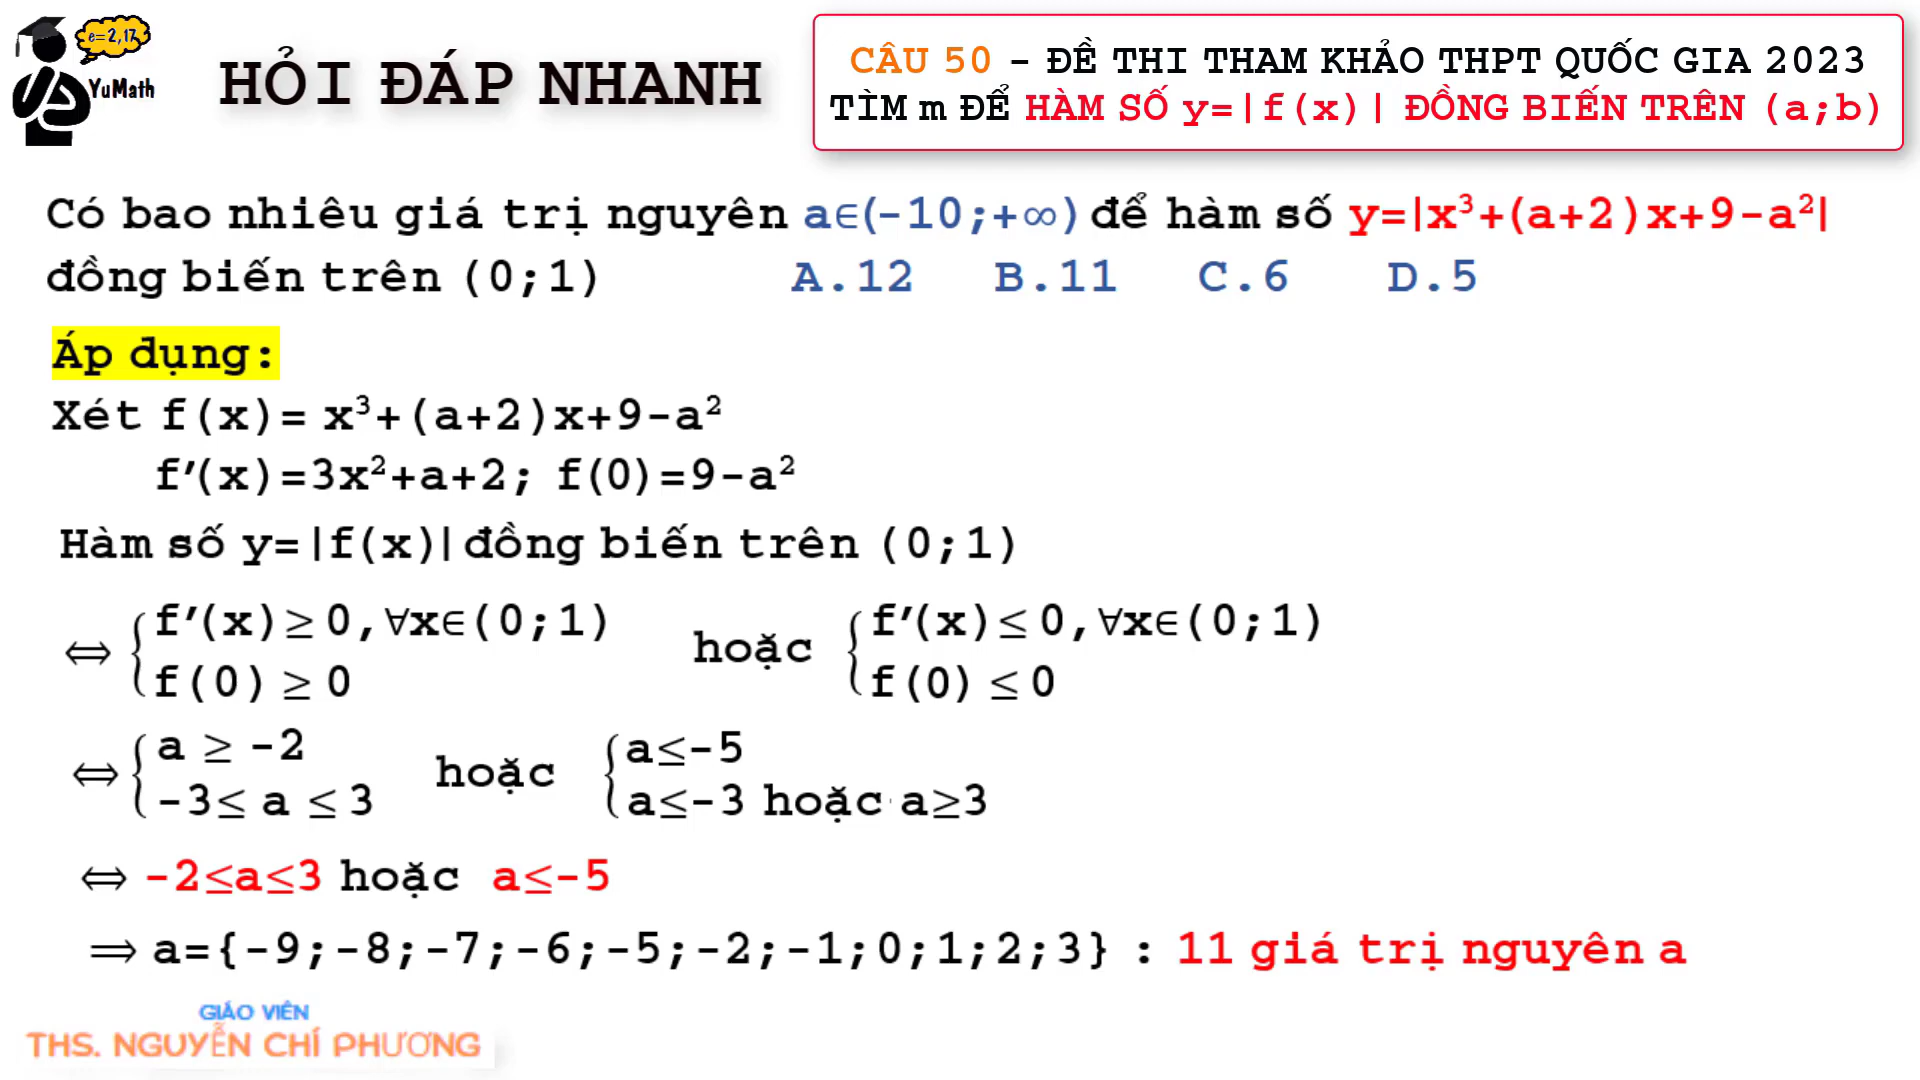 e=2,17
YuMath
HỎI ĐÁP NHANH
CÂU 50 - ĐỀ THI THAM KHẢO THPT QUỐC GIA 2023
TÌM m ĐỂ HÀM SỐ y=|f(x)| ĐỒNG BIẾN TRÊN (a;b)
Có bao nhiêu giá trị nguyên a∈(-10;+∞) để hàm số y=|x³+(a+2)x+9-a²|
đồng biến trên (0;1) A.12 B.11 C.6 D.5
Áp dụng:
Xét f(x)= x³+(a+2)x+9-a²
f′(x)=3x²+a+2; f(0)=9-a²
Hàm số y=|f(x)| đồng biến trên (0;1)
⇔ { f′(x)≥ 0,∀x∈(0;1) hoặc { f′(x)≤ 0,∀x∈(0;1)
f(0) ≥ 0 f(0) ≤ 0
⇔ { a ≥ -2 hoặc { a≤-5
-3≤ a ≤ 3 a≤-3 hoặc a≥3
⇔ -2≤a≤3 hoặc a≤-5
⇒ a={-9;-8;-7;-6;-5;-2;-1;0;1;2;3} : 11 giá trị nguyên a
GIÁO VIÊN
THS. NGUYỄN CHÍ PHƯƠNG